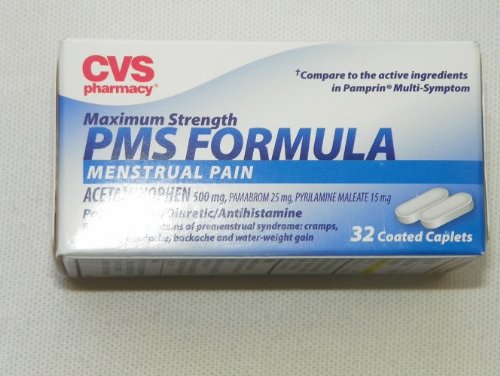 CVS
pharmacy®
†Compare to the active ingredients
in Pamprin® Multi-Symptom
Maximum Strength
PMS FORMULA
MENSTRUAL PAIN
ACETAMINOPHEN 500 mg, PAMABROM 25 mg, PYRILAMINE MALEATE 15 mg
/Diuretic/Antihistamine
of premenstrual syndrome: cramps,
backache and water-weight gain
32 Coated Caplets